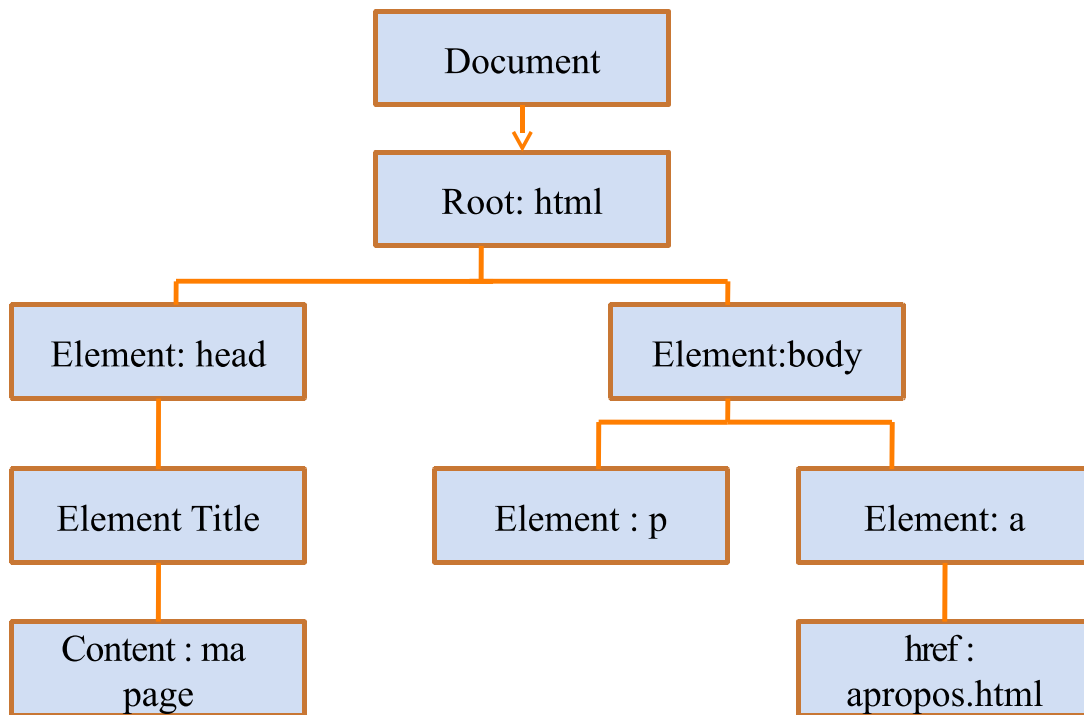 Document
Root: html
Element: head
Element:body
Element Title
Element : p
Element: a
Content : ma
page
href :
apropos.html